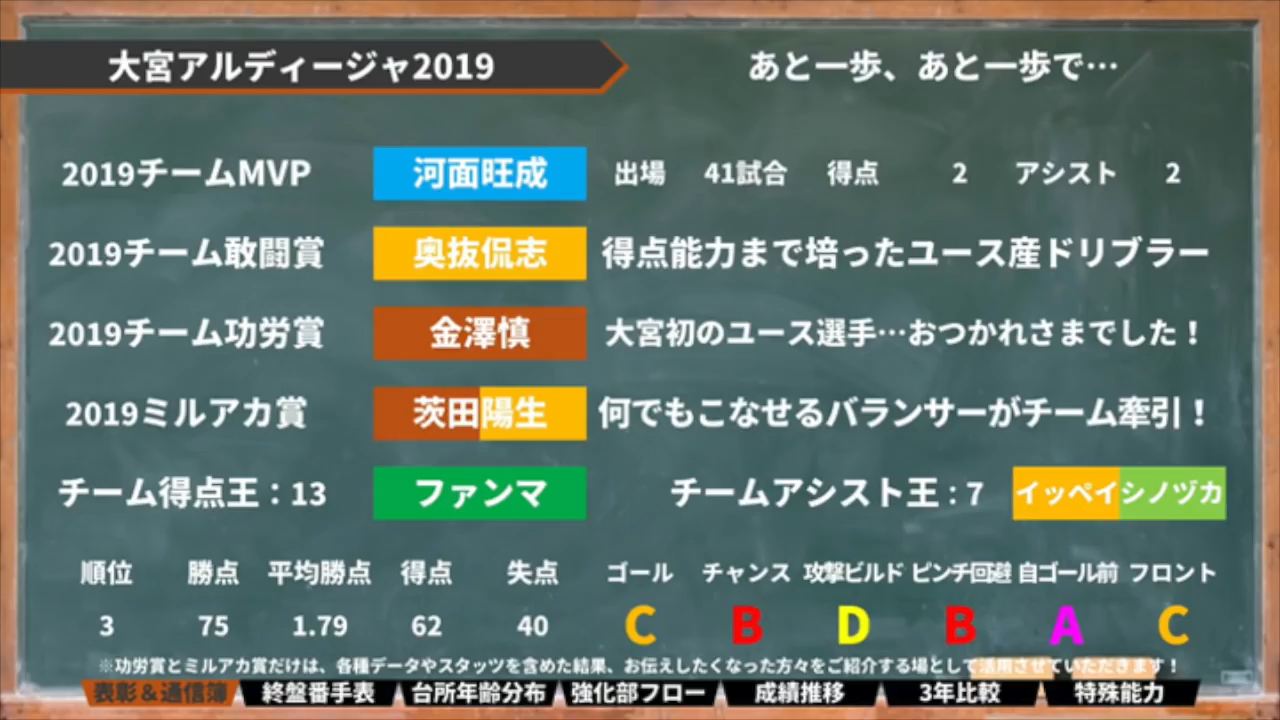 大宮アルディージャ2019 あと一歩、あと一歩で…
2019チームMVP 河面旺成 出場 41試合 得点 2 アシスト 2
2019チーム敢闘賞 奥抜侃志 得点能力まで培ったユース産ドリブラー
2019チーム功労賞 金澤慎 大宮初のユース選手…おつかれさまでした！
2019ミルアカ賞 茨田陽生 何でもこなせるバランサーがチーム牽引！
チーム得点王：13 ファンマ チームアシスト王：7 イッペイ シノヅカ
順位 勝点 平均勝点 得点 失点 ゴール チャンス 攻撃ビルド ピンチ回避 自ゴール前 フロント
3 75 1.79 62 40 C B D B A C
※功労賞とミルアカ賞だけは、各種データやスタッツを含めた結果、お伝えしたくなった方々をご紹介する場として活用させていただきます！
表彰＆通信簿 終盤番手表 台所年齢分布 強化部フロー 成績推移 3年比較 特殊能力